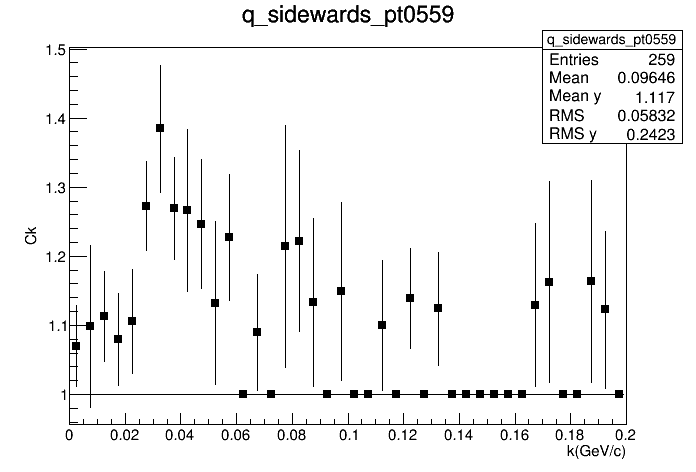 q_sidewards_pt0559
q_sidewards_pt0559
Entries 259
Mean 0.09646
Mean y 1.117
RMS 0.05832
RMS y 0.2423
Ck
1.5
1.4
1.3
1.2
1.1
1
0 0.02 0.04 0.06 0.08 0.1 0.12 0.14 0.16 0.18 0.2
k(GeV/c)